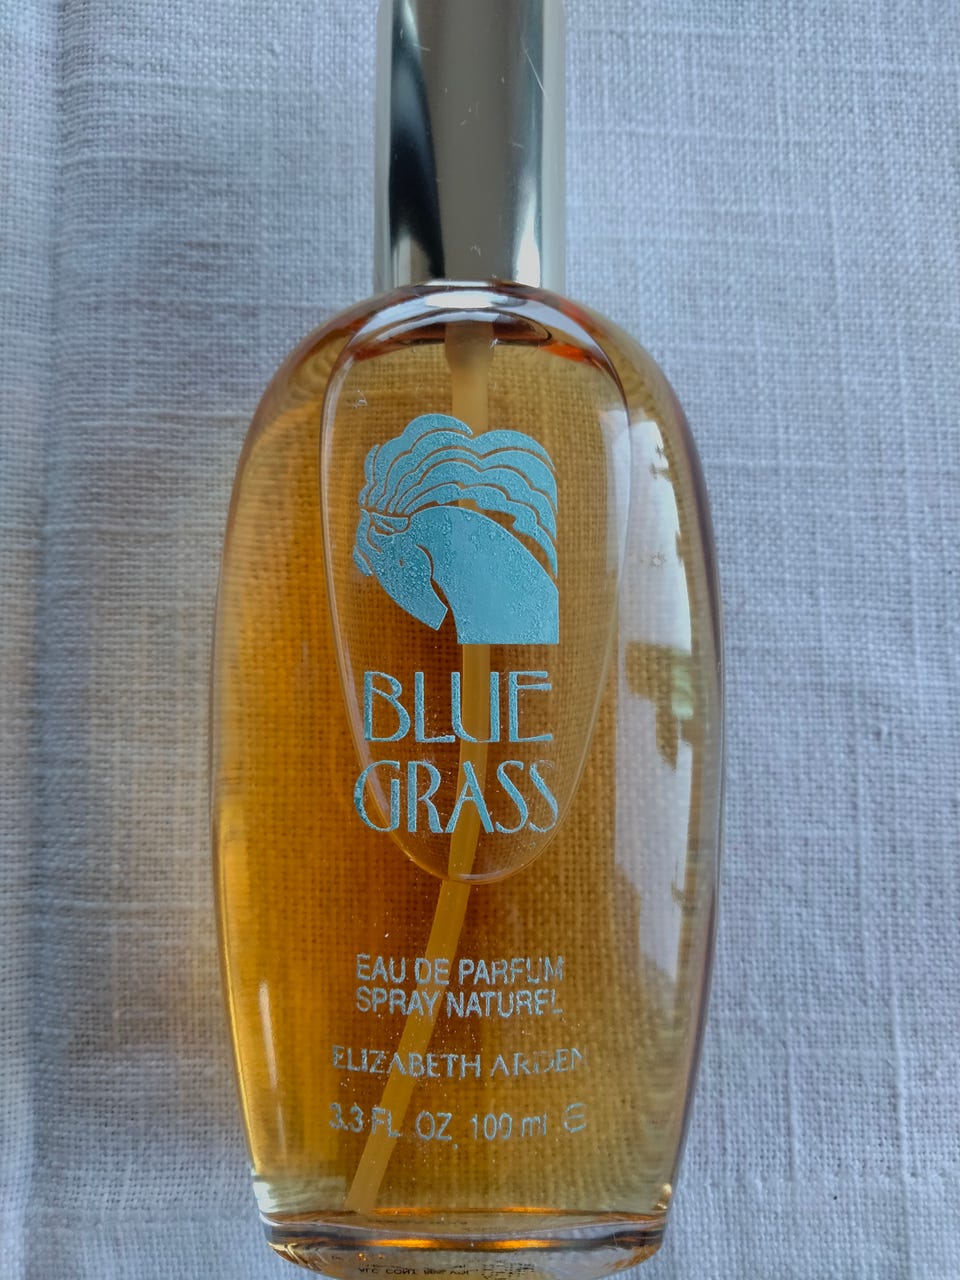 BLUE
GRASS
EAU DE PARFUM
SPRAY NATUREL
ELIZABETH ARDEN
3.3 FL. OZ. 100 ml ℮